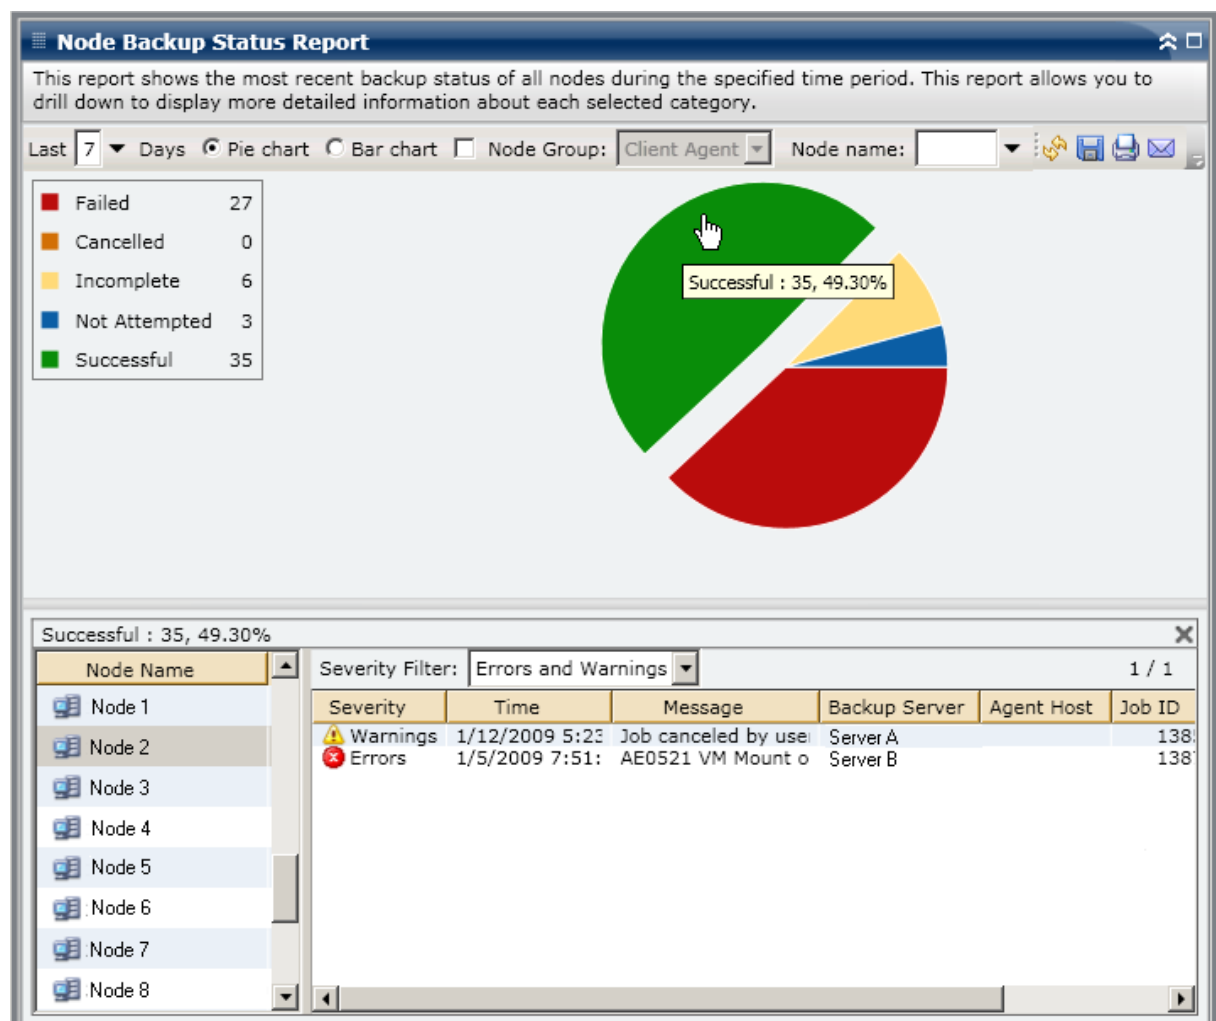 Node Backup Status Report
This report shows the most recent backup status of all nodes during the specified time period. This report allows you to
drill down to display more detailed information about each selected category.
Last 7 Days Pie chart Bar chart Node Group: Client Agent Node name:
Failed 27
Cancelled 0
Incomplete 6
Not Attempted 3
Successful 35
Successful : 35, 49.30%
Successful : 35, 49.30%
Node Name
Node 1
Node 2
Node 3
Node 4
Node 5
Node 6
Node 7
Node 8
Severity Filter: Errors and Warnings 1 / 1
Severity Time Message Backup Server Agent Host Job ID
Warnings 1/12/2009 5:23 Job canceled by Server A
Errors 1/5/2009 7:51: AE0521 VM Mount o Server B 138